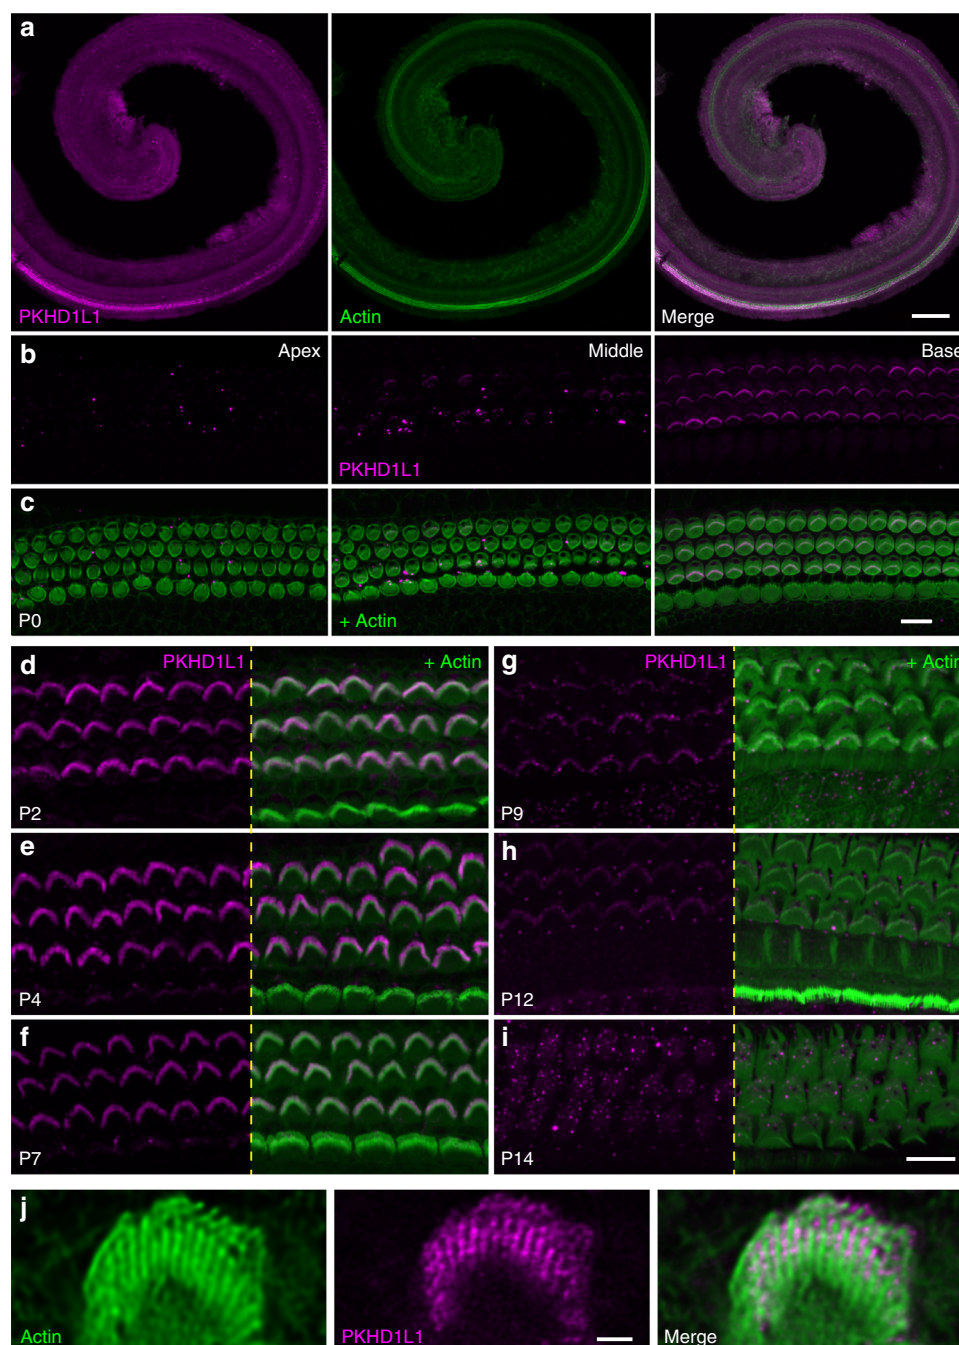 a
PKHD1L1
Actin
Merge
b
Apex
Middle
Base
PKHD1L1
c
P0
+ Actin
d
PKHD1L1
+ Actin
P2
g
PKHD1L1
+ Actin
P9
e
P4
h
P12
f
P7
i
P14
j
Actin
PKHD1L1
Merge